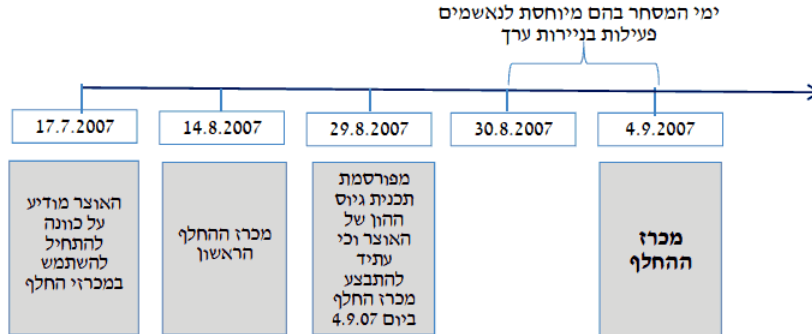 ימי המסחר בהם מיוחסת לנאשמים
פעילות בניירות ערך
17.7.2007
14.8.2007
29.8.2007
30.8.2007
4.9.2007
האוצר מודיע
על כוונה
להתחיל
להשתמש
במכרזי החלף
מכרז ההחלף
הראשון
מפורסמת
תכנית גיוס
ההון של
האוצר וכי
עתיד
להתבצע
מכרז החלף
ביום 4.9.07
מכרז
ההחלף